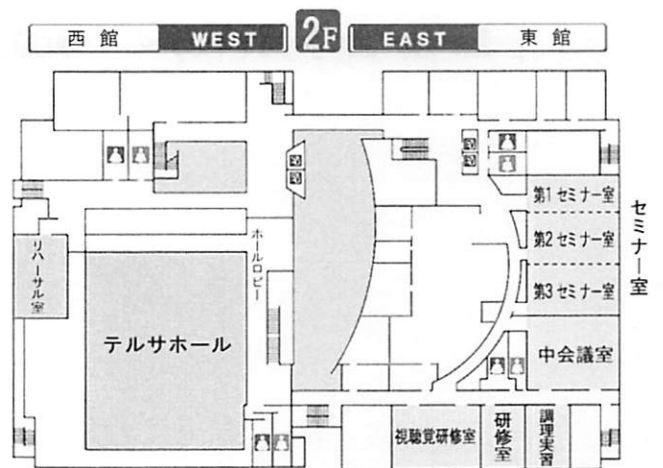 西館 WEST 2F EAST 東館
第1セミナー室
第2セミナー室
第3セミナー室
セミナー室
中会議室
リハーサル室
ホールロビー
テルサホール
視聴覚研修室
研修室
調理実習